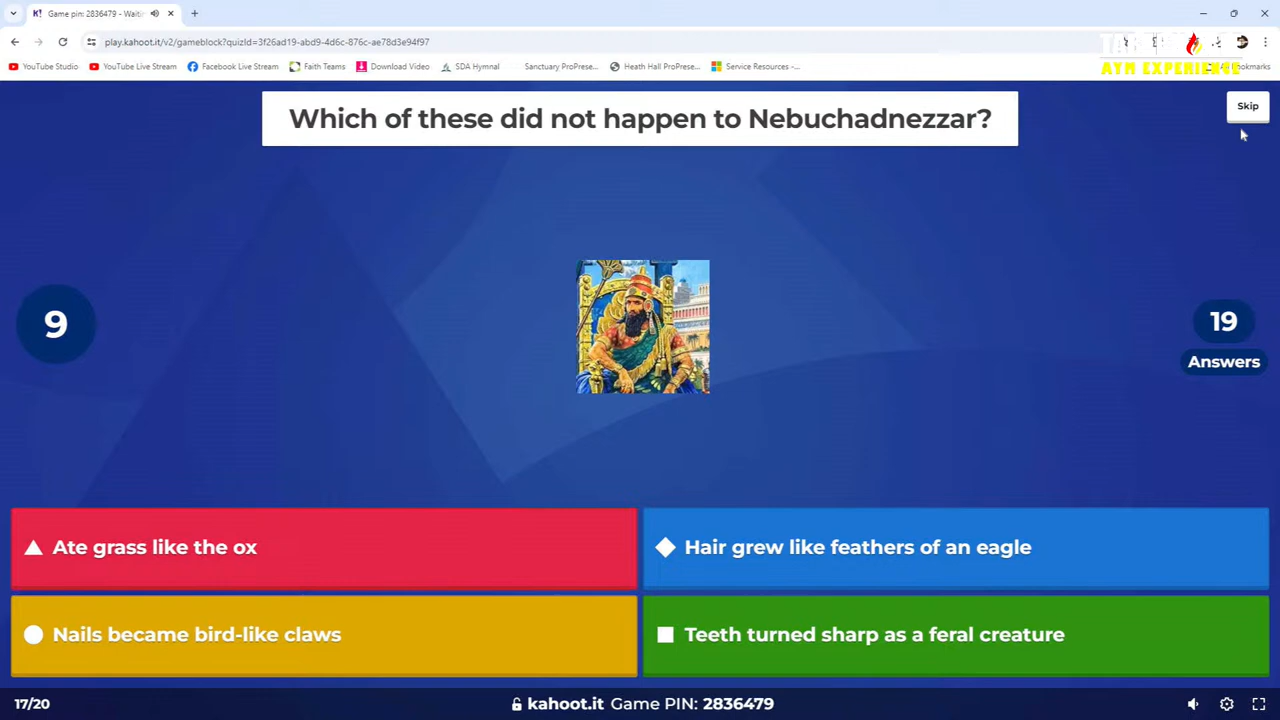 Game pin: 2836479 - Waitin
play.kahoot.it/v2/gameblock?quizId=3f26ad19-abd9-4d6c-876c-ae78d3e94f97
YouTube Studio YouTube Live Stream Facebook Live Stream Faith Teams Download Video SDA Hymnal Sanctuary ProPrese... Heath Hall ProPrese... Service Resources -...
AYM EXPERIENCE
Which of these did not happen to Nebuchadnezzar?
Skip
9
19
Answers
Ate grass like the ox
Hair grew like feathers of an eagle
Nails became bird-like claws
Teeth turned sharp as a feral creature
17/20
kahoot.it Game PIN: 2836479